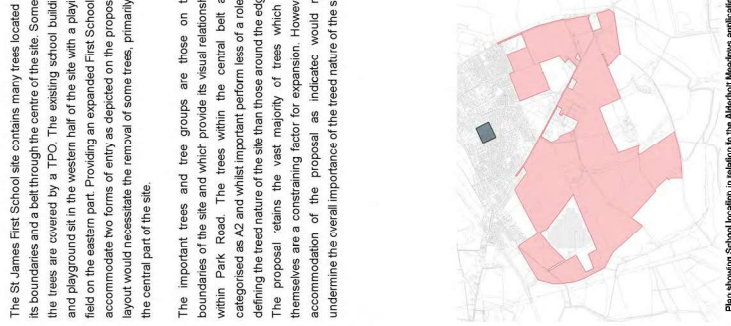 The St James First School site contains many trees located
its boundaries and a belt through the centre of the site. Some
the trees are covered by a TPO. The existing school buildi
and playground sit in the western half of the site with a playi
field on the eastern part. Providing an expanded First School
accommodate two forms of entry as depicted on the propos
layout would necessitate the removal of some trees, primarily
the central part of the site.
The important trees and tree groups are those on t
boundaries of the site and which provide its visual relationsh
within Park Road. The trees within the central belt a
categorised as A2 and whilst important perform less of a role
defining the treed nature of the site than those around the edg
The proposal retains the vast majority of trees which
themselves are a constraining factor for expansion. Howev
accommodation of the proposal as indicated would n
undermine the overall importance of the treed nature of the s
Plan showing School location in relation to the Alderholt Meadows application